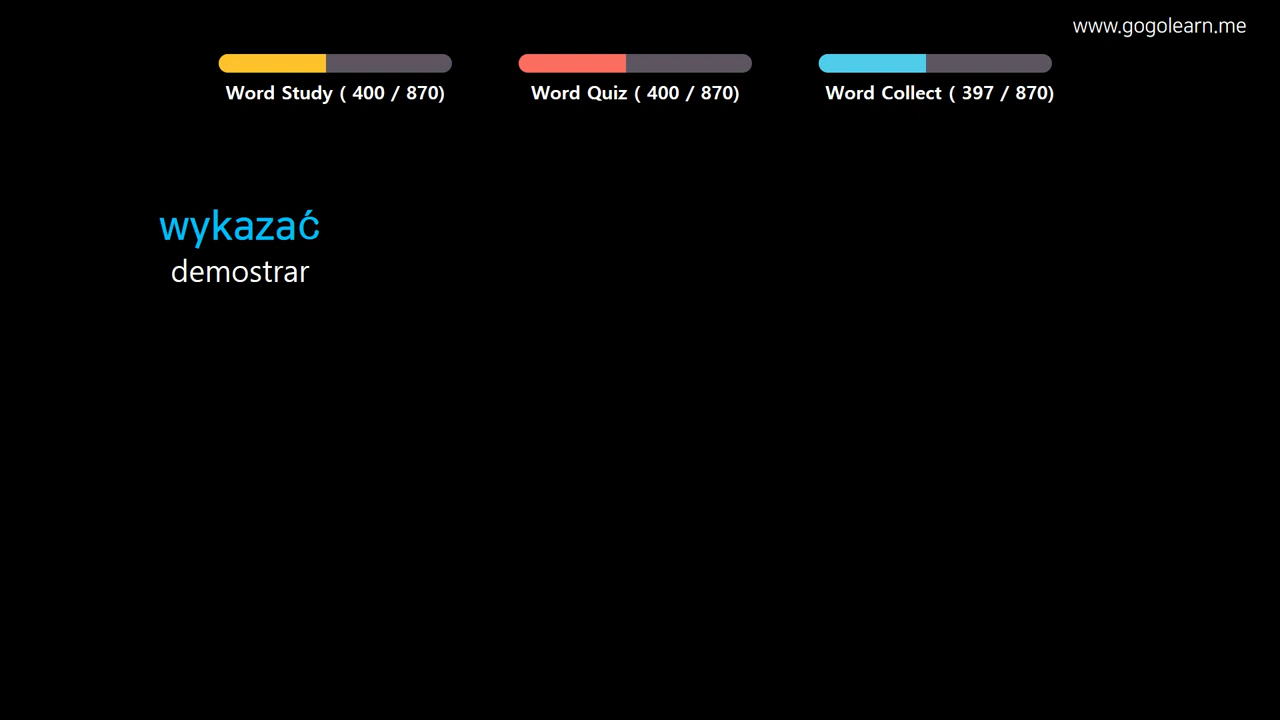 www.gogolearn.me
Word Study ( 400 / 870)
Word Quiz ( 400 / 870)
Word Collect ( 397 / 870)
wykazać
demostrar